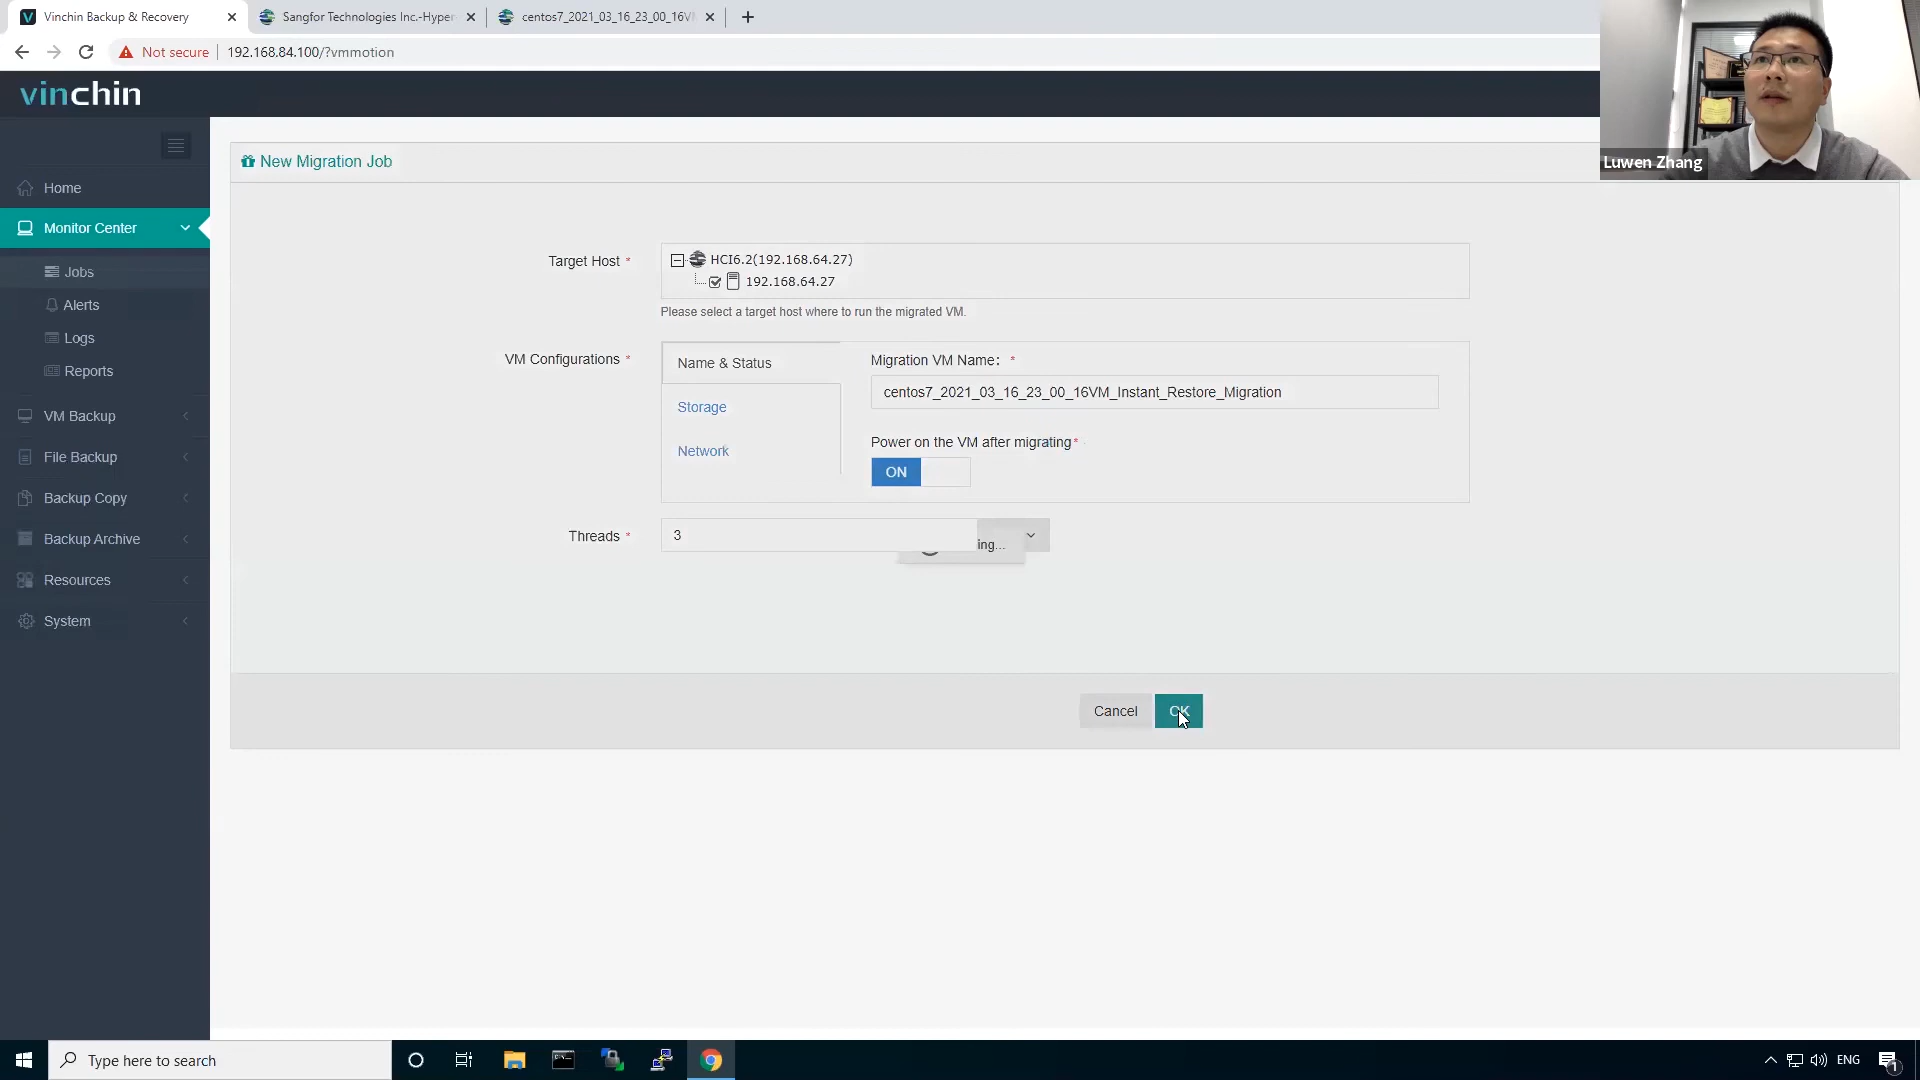 Vinchin Backup & Recovery
Sangfor Technologies Inc.-Hyper
centos7_2021_03_16_23_00_16VM
Not secure
192.168.84.100/?vmmotion
vinchin
Luwen Zhang
New Migration Job
Home
Monitor Center
Jobs
Alerts
Logs
Reports
VM Backup
File Backup
Backup Copy
Backup Archive
Resources
System
Target Host *
HCI6.2(192.168.64.27)
192.168.64.27
Please select a target host where to run the migrated VM.
VM Configurations *
Name & Status
Storage
Network
Migration VM Name: *
centos7_2021_03_16_23_00_16VM_Instant_Restore_Migration
Power on the VM after migrating*
ON
Threads *
3
ing...
Cancel
OK
Type here to search
ENG
1